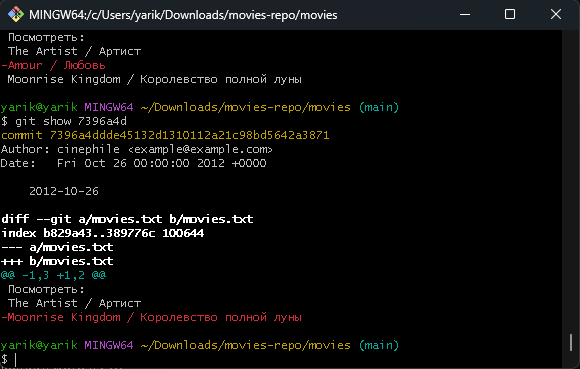 MINGW64:/c/Users/yarik/Downloads/movies-repo/movies
Посмотреть:
The Artist / Артист
-Amour / Любовь
Moonrise Kingdom / Королевство полной луны
yarik@yarik MINGW64 ~/Downloads/movies-repo/movies (main)
$ git show 7396a4d
commit 7396a4ddde45132d1310112a21c98bd5642a3871
Author: cinephile <example@example.com>
Date:   Fri Oct 26 00:00:00 2012 +0000
2012-10-26
diff --git a/movies.txt b/movies.txt
index b829a43..389776c 100644
--- a/movies.txt
+++ b/movies.txt
@@ -1,3 +1,2 @@
Посмотреть:
The Artist / Артист
-Moonrise Kingdom / Королевство полной луны
yarik@yarik MINGW64 ~/Downloads/movies-repo/movies (main)
$